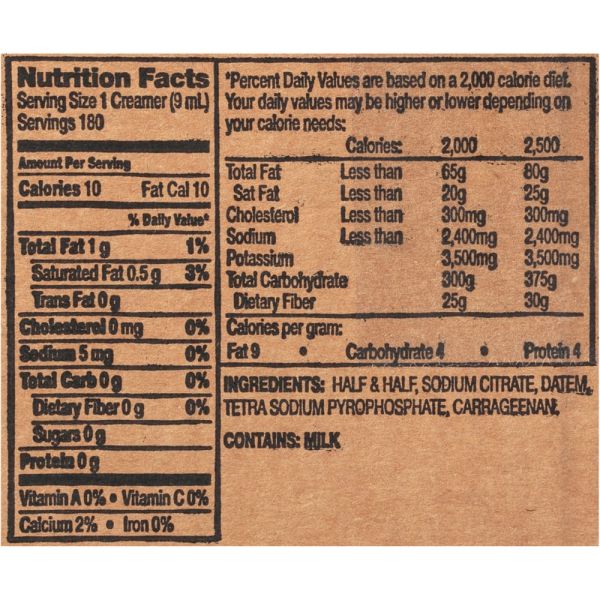 Nutrition Facts
Serving Size 1 Creamer (9 mL)
Servings 180
Amount Per Serving
Calories 10 Fat Cal 10
% Daily Value*
Total Fat 1 g 1%
Saturated Fat 0.5 g 3%
Trans Fat 0 g
Cholesterol 0 mg 0%
Sodium 5 mg 0%
Total Carb 0 g 0%
Dietary Fiber 0 g 0%
Sugars 0 g
Protein 0 g
Vitamin A 0% • Vitamin C 0%
Calcium 2% • Iron 0%
*Percent Daily Values are based on a 2,000 calorie diet.
Your daily values may be higher or lower depending on
your calorie needs:
Calories: 2,000 2,500
Total Fat Less than 65g 80g
Sat Fat Less than 20g 25g
Cholesterol Less than 300mg 300mg
Sodium Less than 2,400mg 2,400mg
Potassium 3,500mg 3,500mg
Total Carbohydrate 300g 375g
Dietary Fiber 25g 30g
Calories per gram:
Fat 9 • Carbohydrate 4 • Protein 4
INGREDIENTS: HALF & HALF, SODIUM CITRATE, DATEM,
TETRA SODIUM PYROPHOSPHATE, CARRAGEENAN.
CONTAINS: MILK